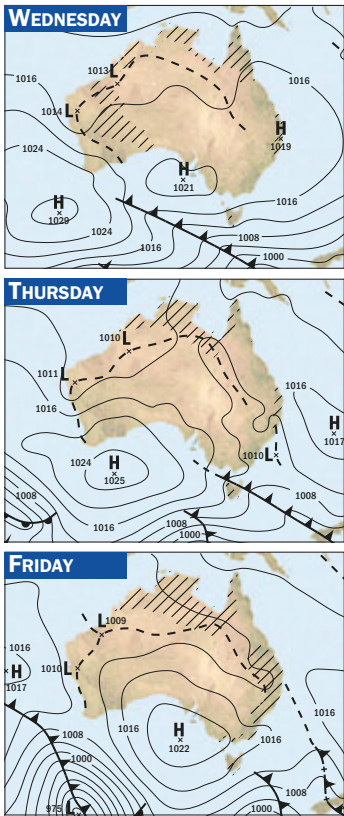 WEDNESDAY
1016
1013 L
1016
L
1014
H
1019
1024
H
1021
H
1029
1024
1016
1016
1008
1000
THURSDAY
1010 L
L
1011
1016
1016
H
1017
1024
H
1025
1010 L
1008
1008
1016
1008
1000
FRIDAY
L 1009
1016
1010 L
H
1017
1016
1016
H
1022
1016
1008
1000
1008
1000
975
L